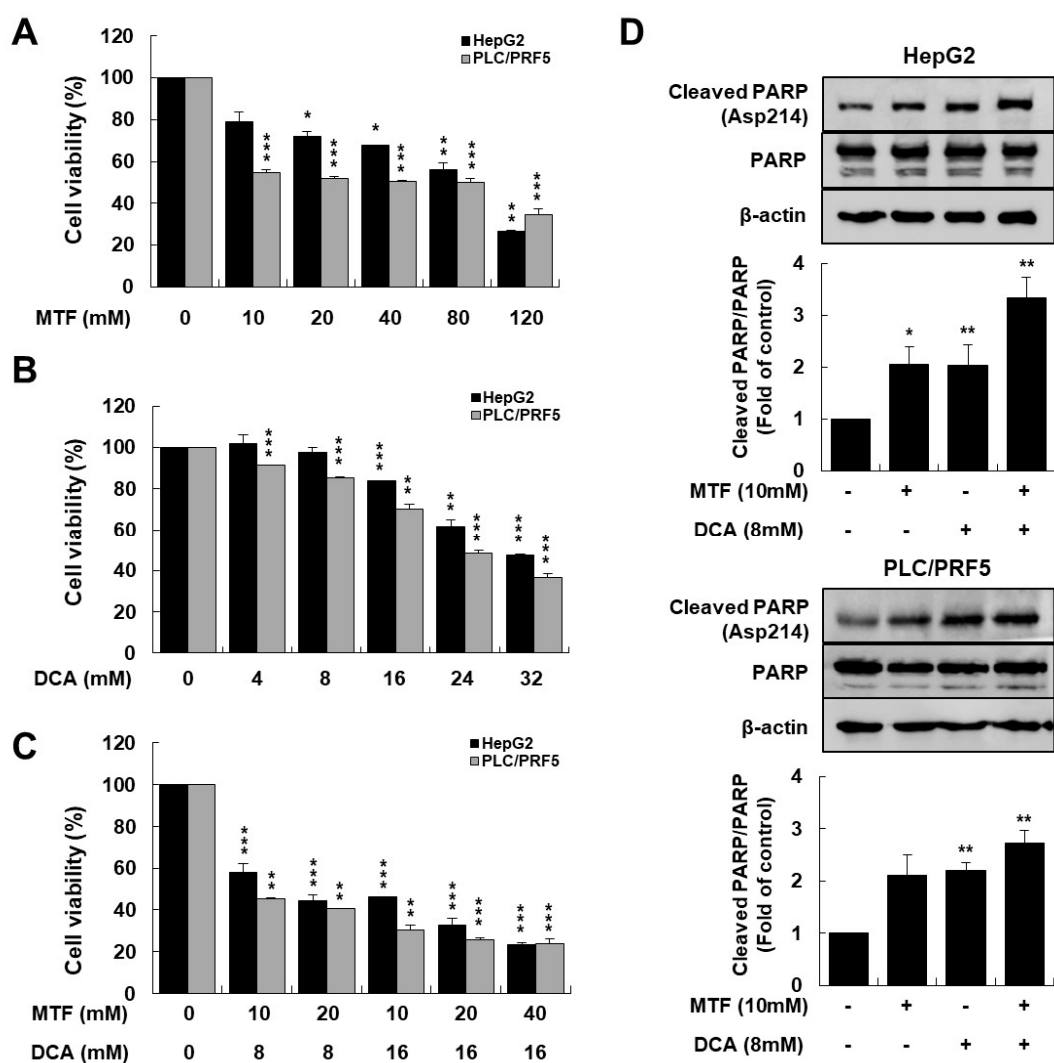 A
120
100
80
60
40
20
0
Cell viability (%)
HepG2
PLC/PRF5
***
*
***
*
***
**
***
**
***
MTF (mM) 0 10 20 40 80 120
B
120
100
80
60
40
20
0
Cell viability (%)
HepG2
PLC/PRF5
***
***
***
**
**
***
***
***
DCA (mM) 0 4 8 16 24 32
C
120
100
80
60
40
20
0
Cell viability (%)
HepG2
PLC/PRF5
***
**
***
**
***
**
***
***
***
***
MTF (mM) 0 10 20 10 20 40
DCA (mM) 0 8 8 16 16 16
D
HepG2
Cleaved PARP
(Asp214)
PARP
β-actin
Cleaved PARP/PARP
(Fold of control)
4
3
2
1
0
*
**
**
MTF (10mM) - + - +
DCA (8mM) - - + +
PLC/PRF5
Cleaved PARP
(Asp214)
PARP
β-actin
Cleaved PARP/PARP
(Fold of control)
4
3
2
1
0
**
**
MTF (10mM) - + - +
DCA (8mM) - - + +